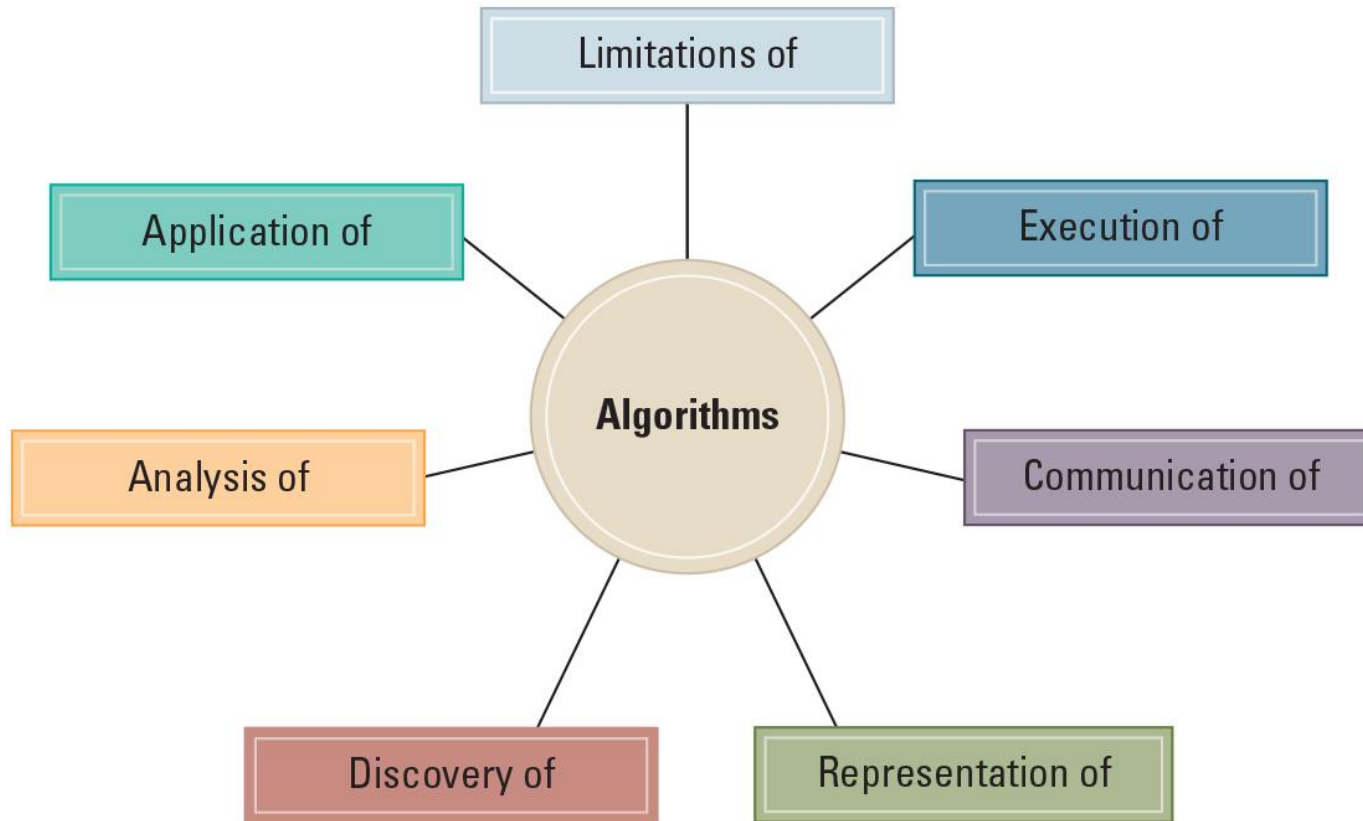 Limitations of
Application of
Execution of
Algorithms
Analysis of
Communication of
Discovery of
Representation of